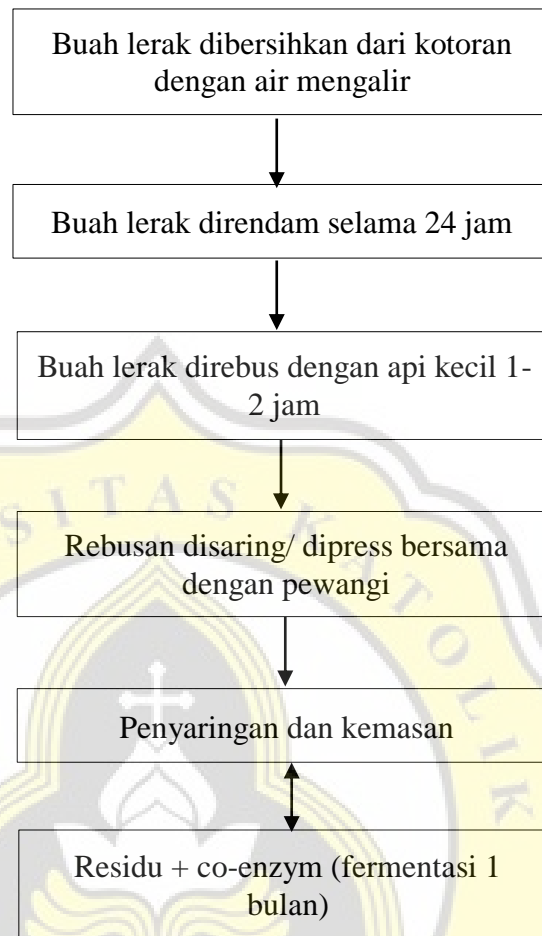 Buah lerak dibersihkan dari kotoran
dengan air mengalir
Buah lerak direndam selama 24 jam
Buah lerak direbus dengan api kecil 1-
2 jam
Rebusan disaring/ dipress bersama
dengan pewangi
Penyaringan dan kemasan
Residu + co-enzym (fermentasi 1
bulan)
SITAS KATOLIK